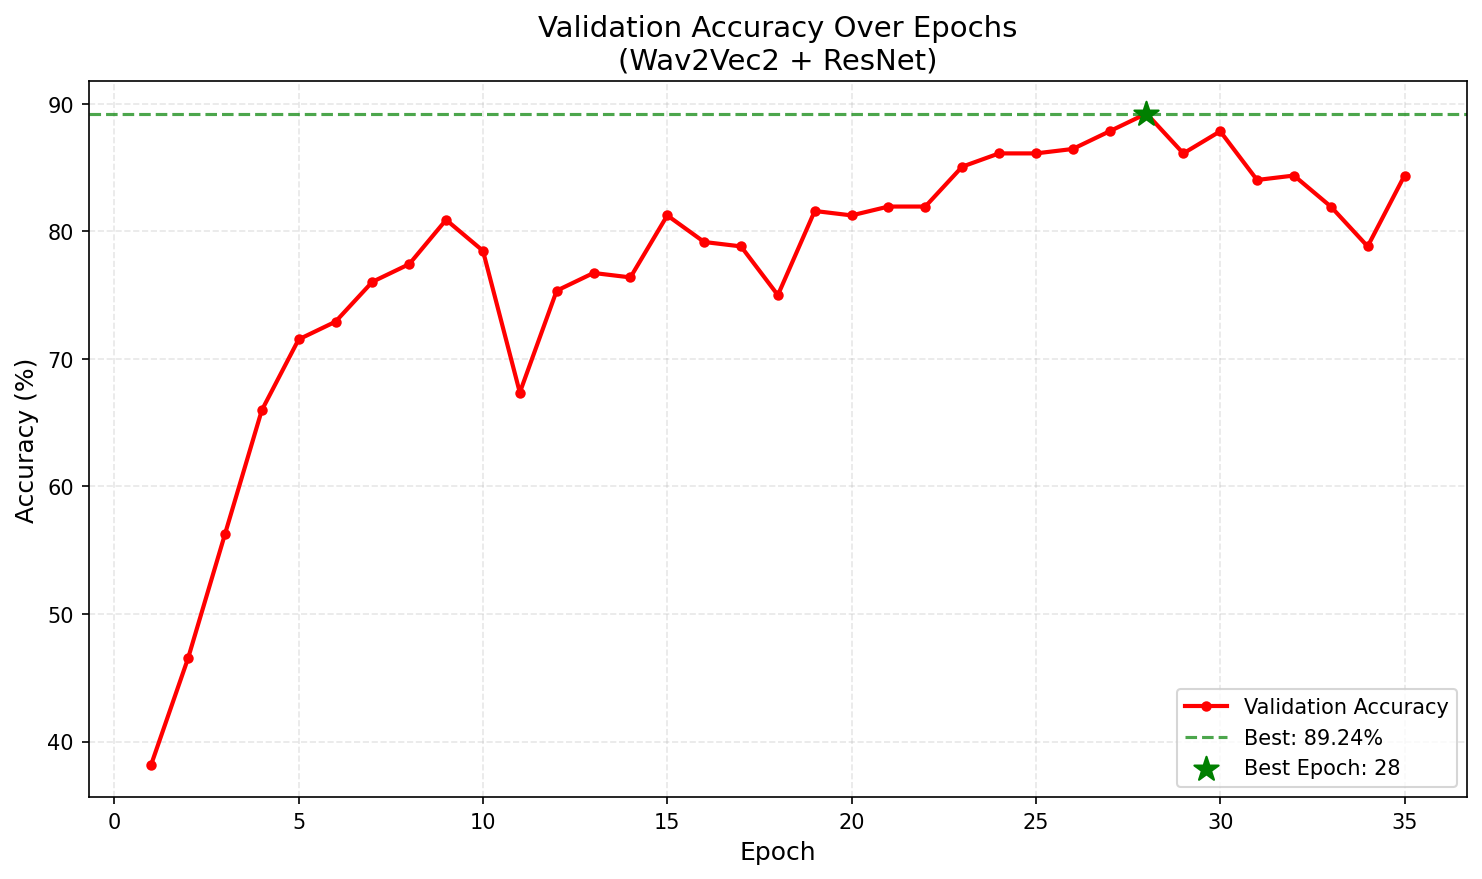 Validation Accuracy Over Epochs
(Wav2Vec2 + ResNet)
Accuracy (%)
90
80
70
60
50
40
0 5 10 15 20 25 30 35
Epoch
Validation Accuracy
Best: 89.24%
Best Epoch: 28